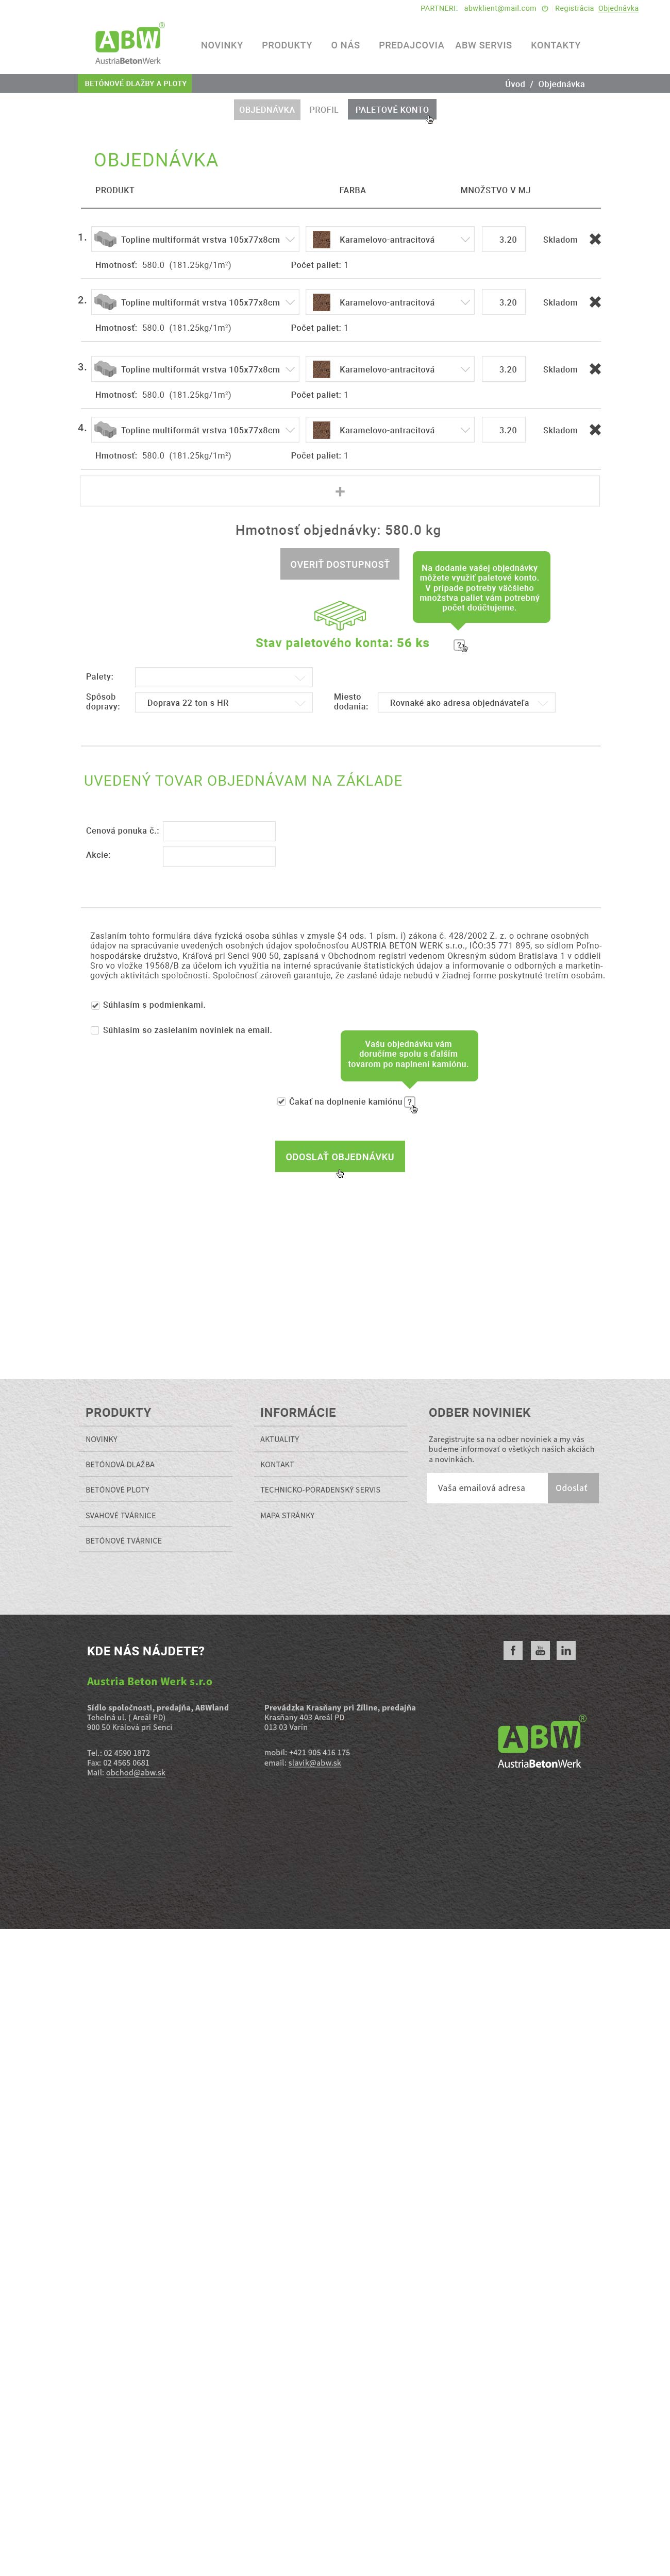 PARTNERI: abwklient@mail.com Registrácia Objednávka
ABW®
AustriaBetonWerk
NOVINKY PRODUKTY O NÁS PREDAJCOVIA ABW SERVIS KONTAKTY
BETÓNOVÉ DLAŽBY A PLOTY
Úvod / Objednávka
OBJEDNÁVKA PROFIL PALETOVÉ KONTO
OBJEDNÁVKA
PRODUKT FARBA MNOŽSTVO V MJ
1. Topline multiformát vrstva 105x77x8cm Karamelovo-antracitová 3.20 Skladom
Hmotnosť: 580.0 (181.25kg/1m²) Počet paliet: 1
2. Topline multiformát vrstva 105x77x8cm Karamelovo-antracitová 3.20 Skladom
Hmotnosť: 580.0 (181.25kg/1m²) Počet paliet: 1
3. Topline multiformát vrstva 105x77x8cm Karamelovo-antracitová 3.20 Skladom
Hmotnosť: 580.0 (181.25kg/1m²) Počet paliet: 1
4. Topline multiformát vrstva 105x77x8cm Karamelovo-antracitová 3.20 Skladom
Hmotnosť: 580.0 (181.25kg/1m²) Počet paliet: 1
+
Hmotnosť objednávky: 580.0 kg
OVERIŤ DOSTUPNOSŤ
Na dodanie vašej objednávky
môžete využiť paletové konto.
V prípade potreby väčšieho
množstva paliet vám potrebný
počet doúčtujeme.
Stav paletového konta: 56 ks ?
Palety:
Spôsob
dopravy:
Doprava 22 ton s HR
Miesto
dodania:
Rovnaké ako adresa objednávateľa
UVEDENÝ TOVAR OBJEDNÁVAM NA ZÁKLADE
Cenová ponuka č.:
Akcie:
Zaslaním tohto formulára dáva fyzická osoba súhlas v zmysle $4 ods. 1 písm. i) zákona č. 428/2002 Z. z. o ochrane osobných
údajov na spracúvanie uvedených osobných údajov spoločnosťou AUSTRIA BETON WERK s.r.o., IČO:35 771 895, so sídlom Poľno-
hospodárske družstvo, Kráľová pri Senci 900 50, zapísaná v Obchodnom registri vedenom Okresným súdom Bratislava 1 v oddieli
Sro vo vložke 19568/B za účelom ich využitia na interné spracúvanie štatistických údajov a informovanie o odborných a marketin-
gových aktivitách spoločnosti. Spoločnosť zároveň garantuje, že zaslané údaje nebudú v žiadnej forme poskytnuté tretím osobám.
Súhlasím s podmienkami.
Súhlasím so zasielaním noviniek na email.
Vašu objednávku vám
doručíme spolu s ďalším
tovarom po naplnení kamiónu.
Čakať na doplnenie kamiónu ?
ODOSLAŤ OBJEDNÁVKU
PRODUKTY
NOVINKY
BETÓNOVÁ DLAŽBA
BETÓNOVÉ PLOTY
SVAHOVÉ TVÁRNICE
BETÓNOVÉ TVÁRNICE
INFORMÁCIE
AKTUALITY
KONTAKT
TECHNICKO-PORADENSKÝ SERVIS
MAPA STRÁNKY
ODBER NOVINIEK
Zaregistrujte sa na odber noviniek a my vás
budeme informovať o všetkých našich akciách
a novinkách.
Vaša emailová adresa Odoslať
KDE NÁS NÁJDETE?
f You Tube in
Austria Beton Werk s.r.o
Sídlo spoločnosti, predajňa, ABWland
Tehelná ul. ( Areál PD)
900 50 Kráľová pri Senci
Tel.: 02 4590 1872
Fax: 02 4565 0681
Mail: obchod@abw.sk
Prevádzka Krasňany pri Žiline, predajňa
Krasňany 403 Areál PD
013 03 Varín
mobil: +421 905 416 175
email: slavik@abw.sk
ABW®
AustriaBetonWerk